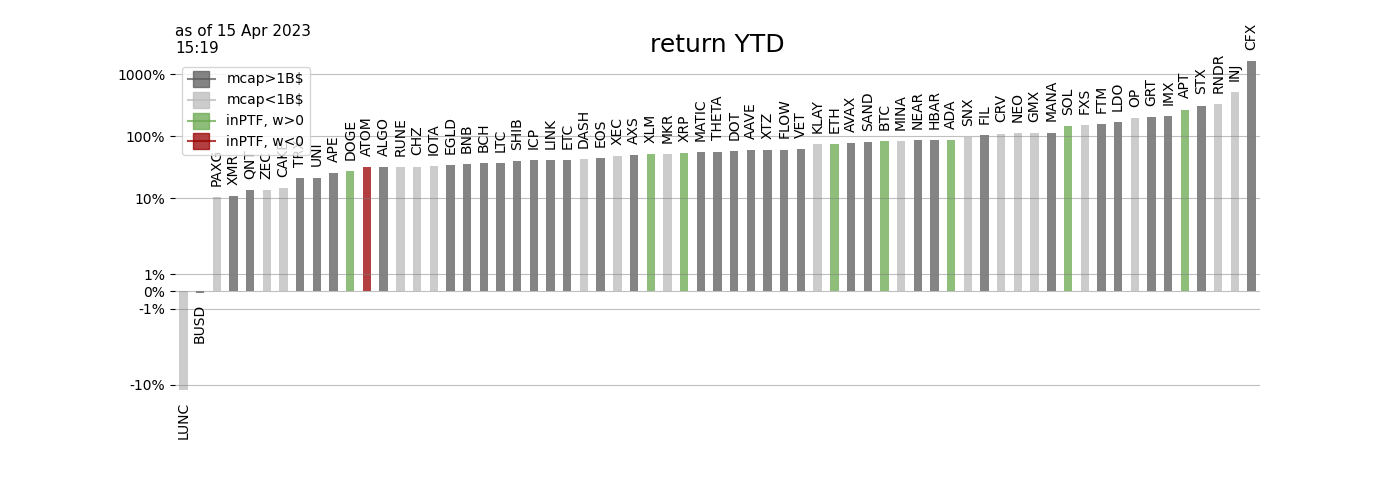 as of 15 Apr 2023
15:19
return YTD
1000%
100%
10%
1%
0%
-1%
-10%
mcap>1B$
mcap<1B$
inPTF, w>0
inPTF, w<0
LUNC
BUSD
PAXG
XMR
QNT
ZEC
CAKE
TRX
UNI
APE
DOGE
ATOM
ALGO
RUNE
CHZ
IOTA
EGLD
BNB
BCH
LTC
SHIB
ICP
LINK
ETC
DASH
EOS
XEC
AXS
XLM
MKR
XRP
MATIC
THETA
DOT
AAVE
XTZ
FLOW
VET
KLAY
ETH
AVAX
SAND
BTC
MINA
NEAR
HBAR
ADA
SNX
FIL
CRV
NEO
GMX
MANA
SOL
FXS
FTM
LDO
OP
GRT
IMX
APT
STX
RNDR
INJ
CFX